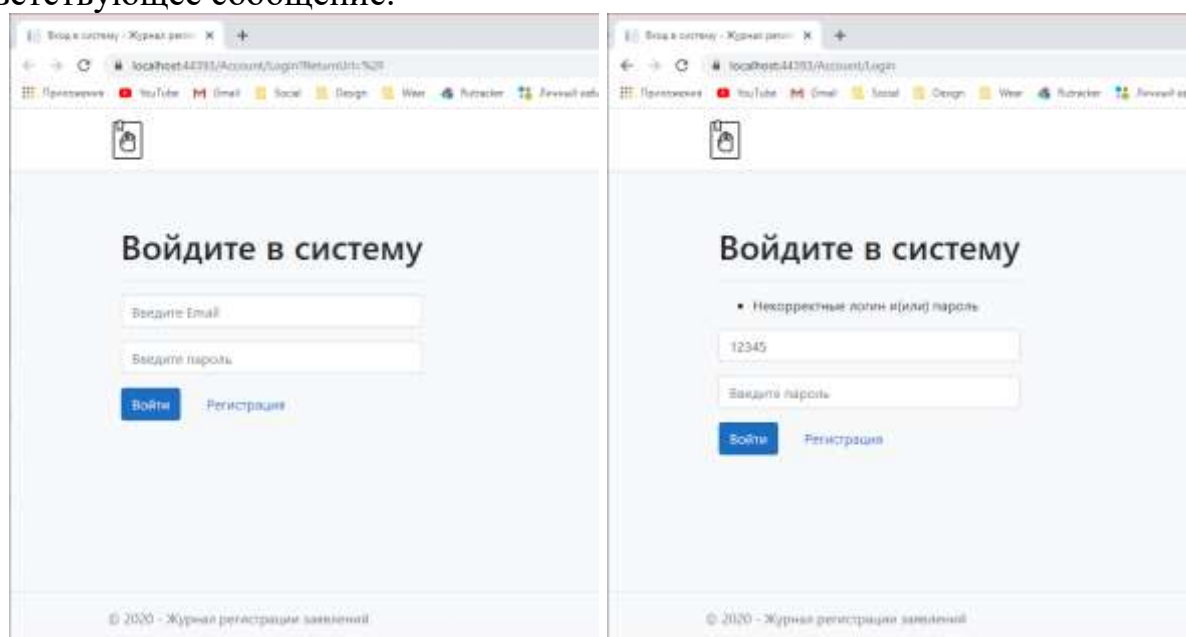 ветствующее сообщение.
Вход в систему - Журнал реги
localhost:44393/Account/Login?ReturnUrl=%2F
Приложения YouTube Gmail Social Design Wear Rutracker
Войдите в систему
Введите Email
Введите пароль
Войти Регистрация
© 2020 - Журнал регистрации заявлений
Вход в систему - Журнал реги
localhost:44393/Account/Login
Приложения YouTube Gmail Social Design Wear Rutracker
Войдите в систему
Некорректные логин и(или) пароль
12345
Введите пароль
Войти Регистрация
© 2020 - Журнал регистрации заявлений